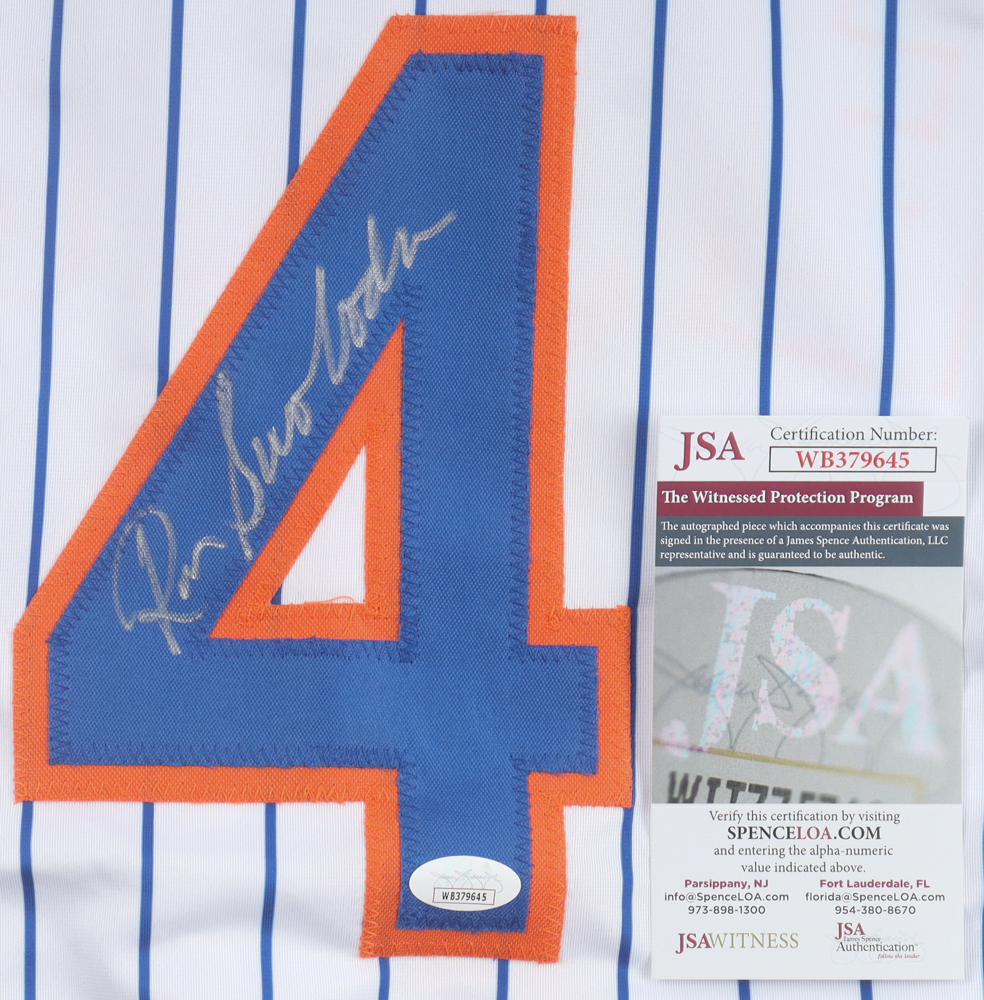 4
Ron Swoboda
WB379645
JSA Certification Number:
WB379645
The Witnessed Protection Program
The autographed piece which accompanies this certificate was
signed in the presence of a James Spence Authentication, LLC
representative and is guaranteed to be authentic.
JSA
Verify this certification by visiting
SPENCELOA.COM
and entering the alpha-numeric
value indicated above.
Parsippany, NJ
info@SpenceLOA.com
973-898-1300
Fort Lauderdale, FL
florida@SpenceLOA.com
954-380-8670
JSAWITNESS
JSA
James Spence
Authentication
follow the leader